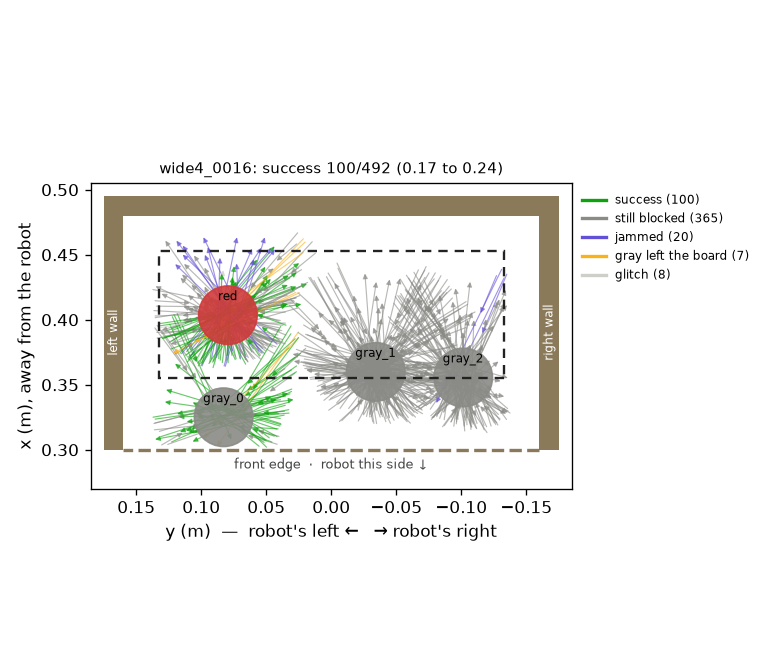 wide4_0016: success 100/492 (0.17 to 0.24)
x (m), away from the robot
0.50
0.45
0.40
0.35
0.30
left wall
right wall
red
gray_1
gray_2
gray_0
front edge · robot this side ↓
0.15 0.10 0.05 0.00 −0.05 −0.10 −0.15
y (m) — robot's left ← → robot's right
success (100)
still blocked (365)
jammed (20)
gray left the board (7)
glitch (8)